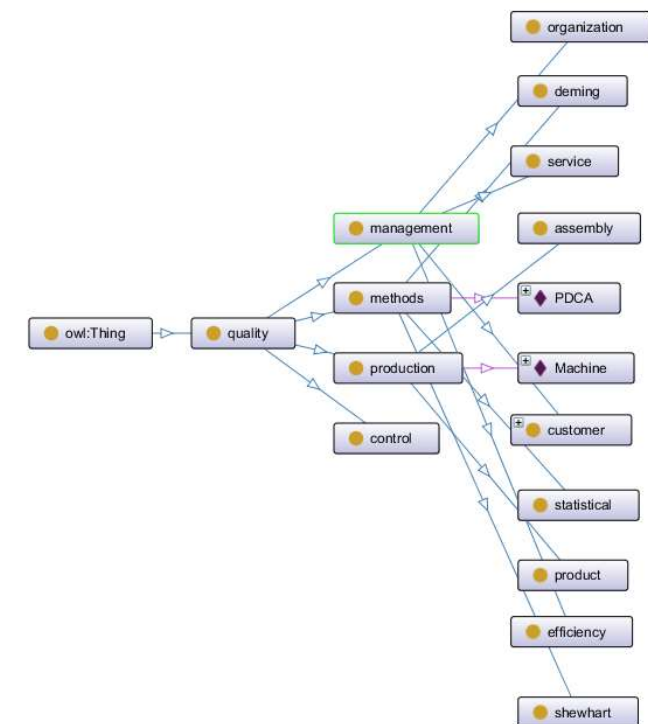 owl:Thing
quality
management
methods
production
control
organization
deming
service
assembly
PDCA
Machine
customer
statistical
product
efficiency
shewhart